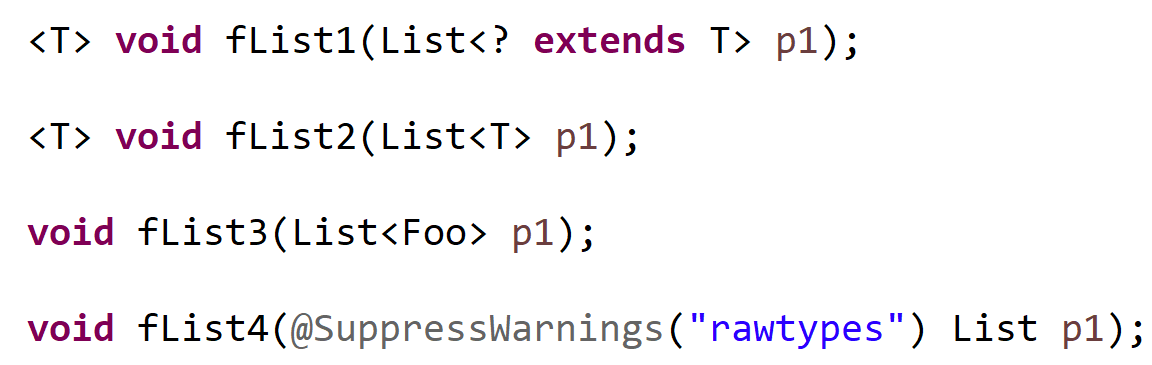 <T> void fList1(List<? extends T> p1);
<T> void fList2(List<T> p1);
void fList3(List<Foo> p1);
void fList4(@SuppressWarnings("rawtypes") List p1);